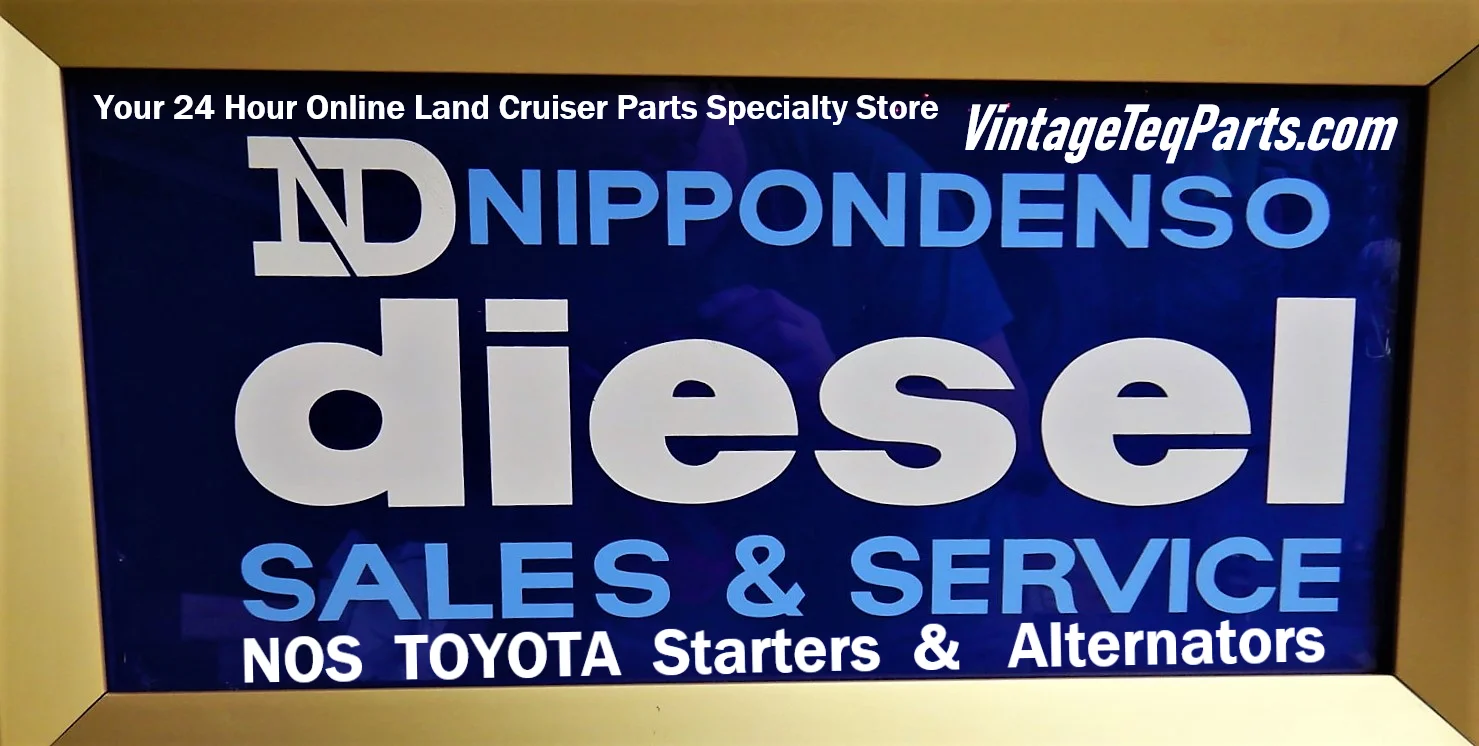 Your 24 Hour Online Land Cruiser Parts Specialty Store
VintageTeqParts.com
ND NIPPONDENSO
diesel
SALES & SERVICE
NOS TOYOTA Starters & Alternators